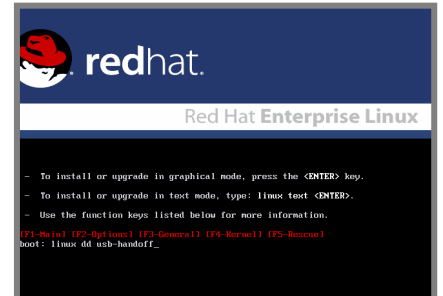 redhat.
Red Hat Enterprise Linux
- To install or upgrade in graphical mode, press the <ENTER> key.
- To install or upgrade in text mode, type: linux text <ENTER>.
- Use the function keys listed below for more information.
[F1-Main] [F2-Options] [F3-General] [F4-Kernel] [F5-Rescue]
boot: linux dd usb-handoff_